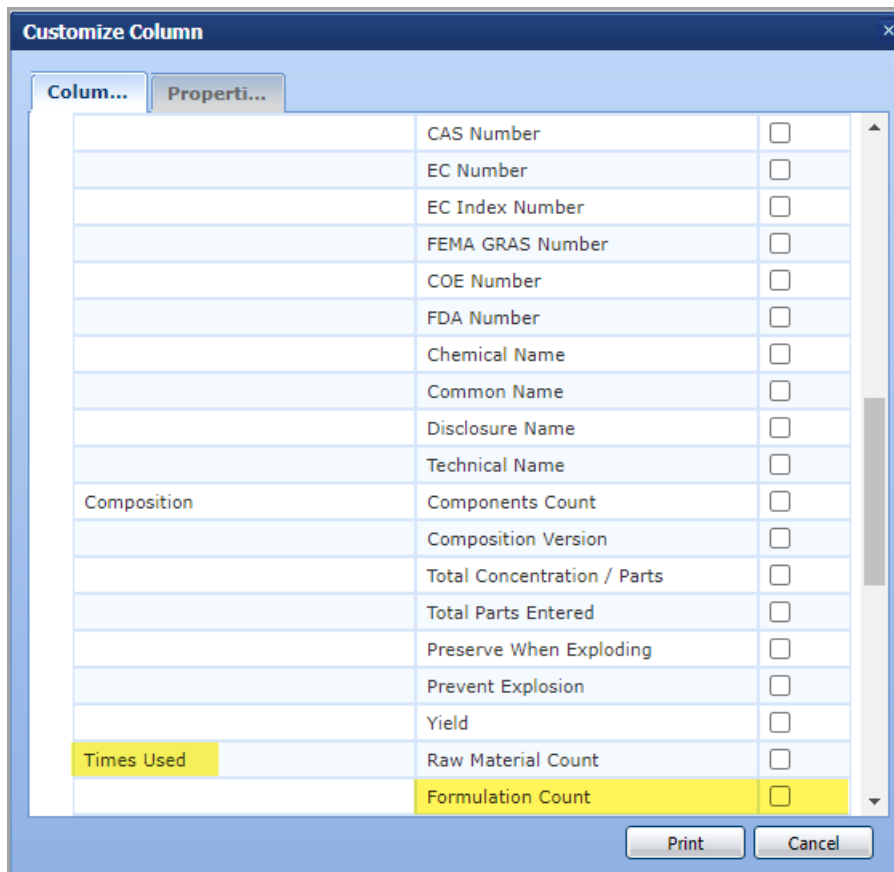 Customize Column
Colum...
Properti...
CAS Number
EC Number
EC Index Number
FEMA GRAS Number
COE Number
FDA Number
Chemical Name
Common Name
Disclosure Name
Technical Name
Composition Components Count
Composition Version
Total Concentration / Parts
Total Parts Entered
Preserve When Exploding
Prevent Explosion
Yield
Times Used Raw Material Count
Formulation Count
Print
Cancel